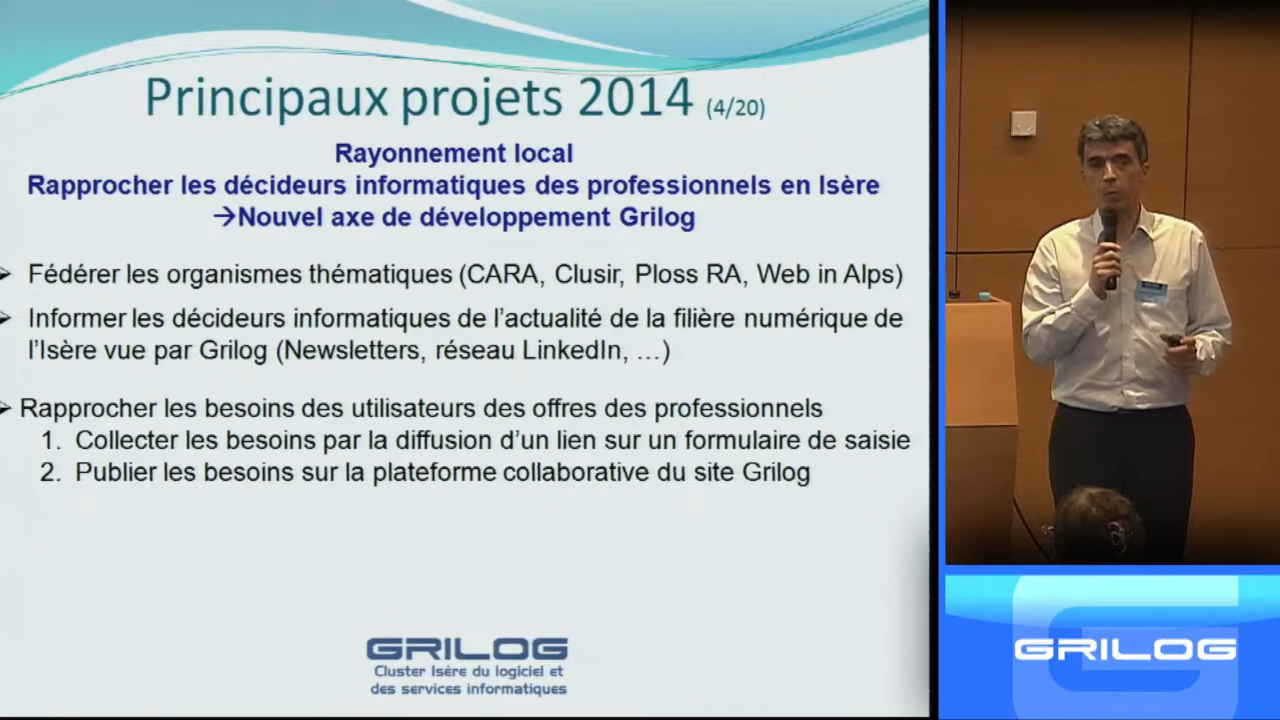 Principaux projets 2014 (4/20)
Rayonnement local
Rapprocher les décideurs informatiques des professionnels en Isère
→Nouvel axe de développement Grilog
➢ Fédérer les organismes thématiques (CARA, Clusir, Ploss RA, Web in Alps)
➢ Informer les décideurs informatiques de l’actualité de la filière numérique de
l’Isère vue par Grilog (Newsletters, réseau LinkedIn, …)
➢ Rapprocher les besoins des utilisateurs des offres des professionnels
1. Collecter les besoins par la diffusion d’un lien sur un formulaire de saisie
2. Publier les besoins sur la plateforme collaborative du site Grilog
GRILOG
Cluster Isère du logiciel et
des services informatiques
GRILOG